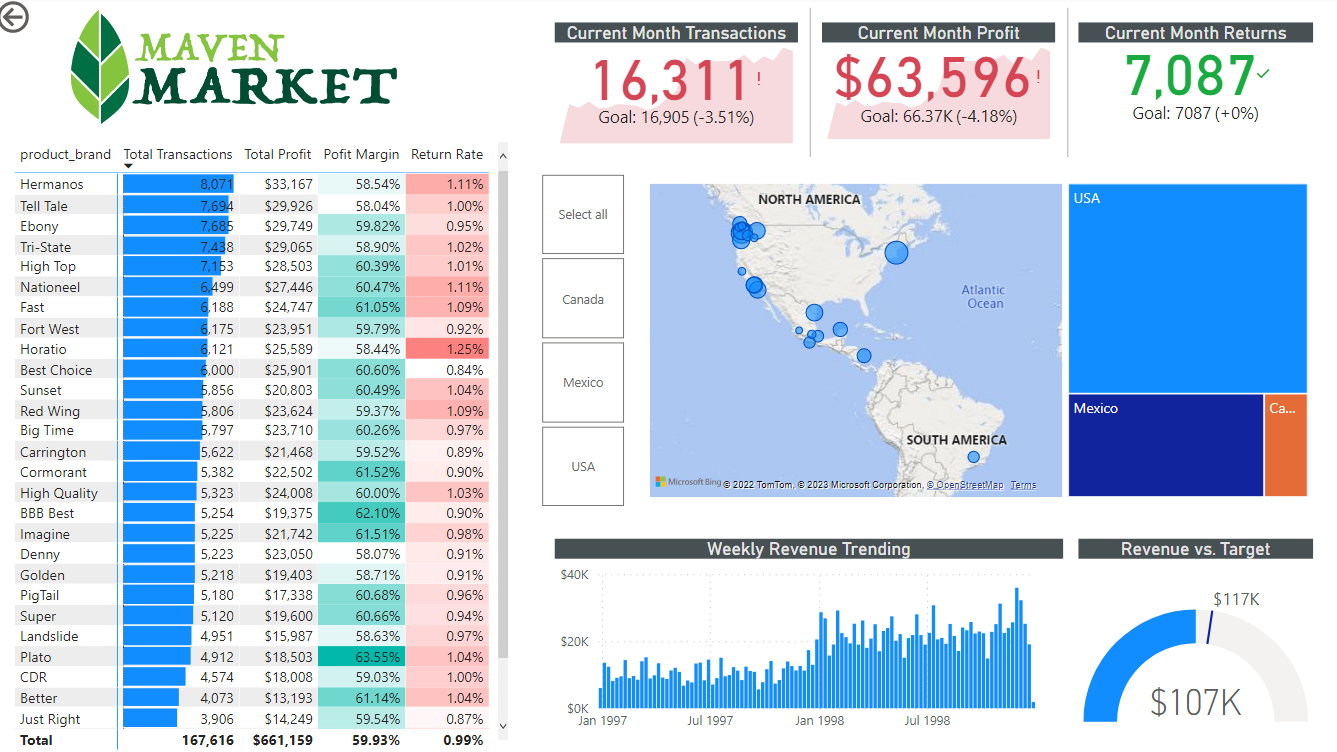 MAVEN
MARKET
Current Month Transactions
16,311!
Goal: 16,905 (-3.51%)
Current Month Profit
$63,596!
Goal: 66.37K (-4.18%)
Current Month Returns
7,087
Goal: 7087 (+0%)
product_brand Total Transactions Total Profit Pofit Margin Return Rate
Hermanos 8,071 $33,167 58.54% 1.11%
Tell Tale 7,694 $29,926 58.04% 1.00%
Ebony 7,685 $29,749 59.82% 0.95%
Tri-State 7,438 $29,065 58.90% 1.02%
High Top 7,153 $28,503 60.39% 1.01%
Nationeel 6,499 $27,446 60.47% 1.11%
Fast 6,188 $24,747 61.05% 1.09%
Fort West 6,175 $23,951 59.79% 0.92%
Horatio 6,121 $25,589 58.44% 1.25%
Best Choice 6,000 $25,901 60.60% 0.84%
Sunset 5,856 $20,803 60.49% 1.04%
Red Wing 5,806 $23,624 59.37% 1.09%
Big Time 5,797 $23,710 60.26% 0.97%
Carrington 5,622 $21,468 59.52% 0.89%
Cormorant 5,382 $22,502 61.52% 0.90%
High Quality 5,323 $24,008 60.00% 1.03%
BBB Best 5,254 $19,375 62.10% 0.90%
Imagine 5,225 $21,742 61.51% 0.98%
Denny 5,223 $23,050 58.07% 0.91%
Golden 5,218 $19,403 58.71% 0.91%
PigTail 5,180 $17,338 60.68% 0.96%
Super 5,120 $19,600 60.66% 0.94%
Landslide 4,951 $15,987 58.63% 0.97%
Plato 4,912 $18,503 63.55% 1.04%
CDR 4,574 $18,008 59.03% 1.00%
Better 4,073 $13,193 61.14% 1.04%
Just Right 3,906 $14,249 59.54% 0.87%
Total 167,616 $661,159 59.93% 0.99%
Select all
Canada
Mexico
USA
NORTH AMERICA
Atlantic
Ocean
SOUTH AMERICA
Microsoft Bing © 2022 TomTom, © 2023 Microsoft Corporation, © OpenStreetMap Terms
USA
Mexico
Ca...
Weekly Revenue Trending
$40K
$20K
$0K
Jan 1997 Jul 1997 Jan 1998 Jul 1998
Revenue vs. Target
$117K
$107K